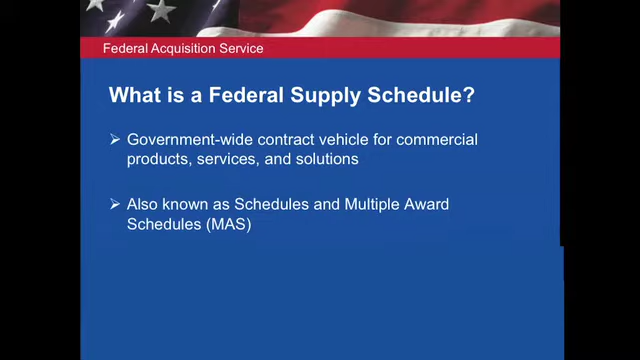 Federal Acquisition Service
What is a Federal Supply Schedule?
➢ Government-wide contract vehicle for commercial
products, services, and solutions
➢ Also known as Schedules and Multiple Award
Schedules (MAS)